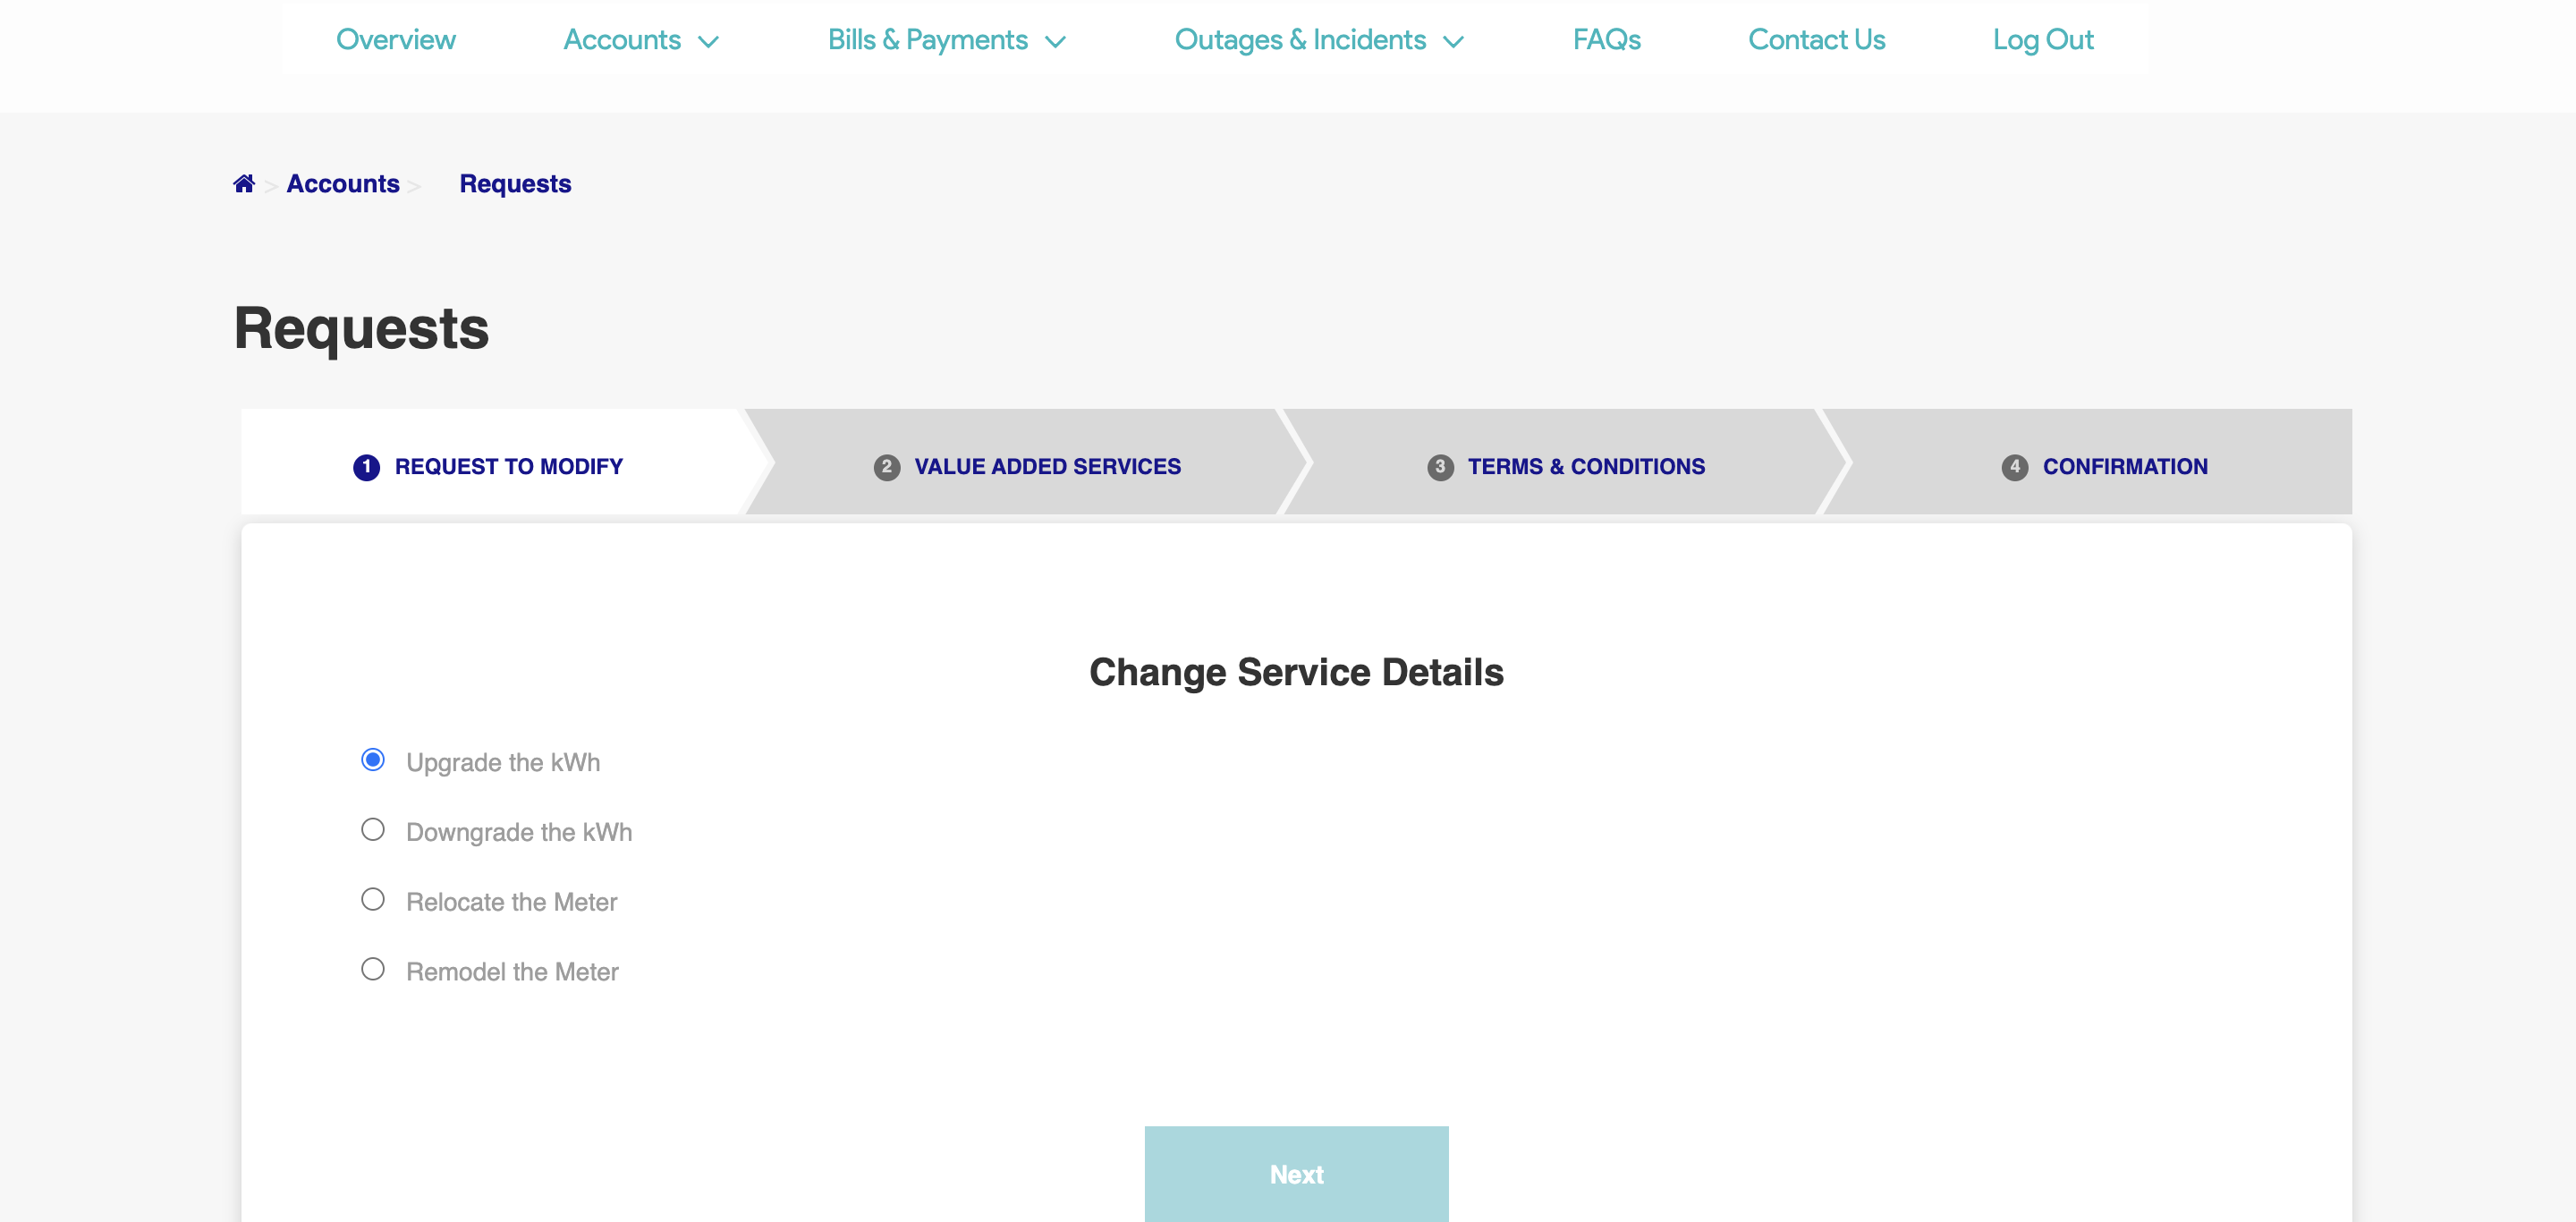 Overview Accounts Bills & Payments Outages & Incidents FAQs Contact Us Log Out
> Accounts > Requests
Requests
1 REQUEST TO MODIFY 2 VALUE ADDED SERVICES 3 TERMS & CONDITIONS 4 CONFIRMATION
Change Service Details
Upgrade the kWh
Downgrade the kWh
Relocate the Meter
Remodel the Meter
Next